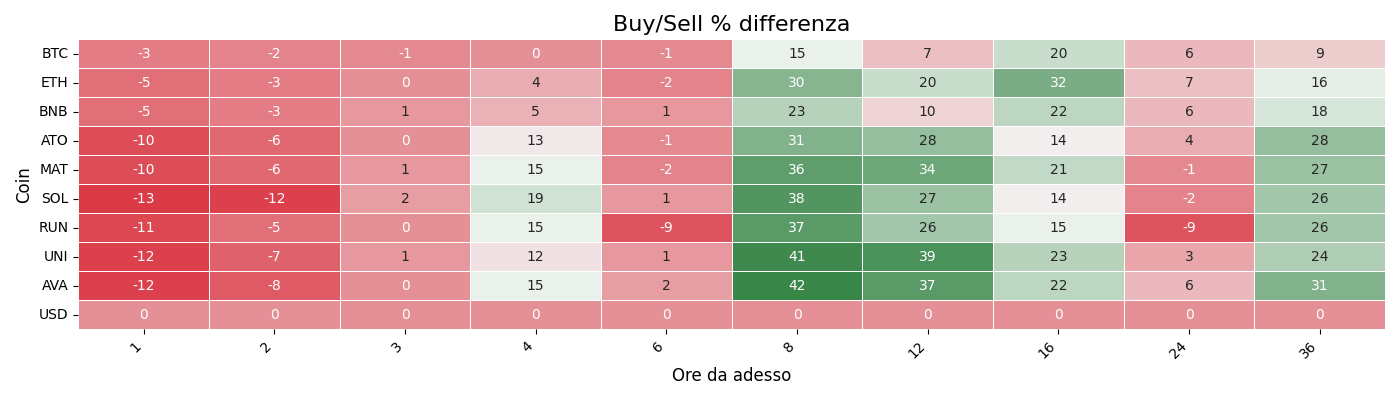 Buy/Sell % differenza
Coin
BTC -3 -2 -1 0 -1 15 7 20 6 9
ETH -5 -3 0 4 -2 30 20 32 7 16
BNB -5 -3 1 5 1 23 10 22 6 18
ATO -10 -6 0 13 -1 31 28 14 4 28
MAT -10 -6 1 15 -2 36 34 21 -1 27
SOL -13 -12 2 19 1 38 27 14 -2 26
RUN -11 -5 0 15 -9 37 26 15 -9 26
UNI -12 -7 1 12 1 41 39 23 3 24
AVA -12 -8 0 15 2 42 37 22 6 31
USD 0 0 0 0 0 0 0 0 0 0
1 2 3 4 6 8 12 16 24 36
Ore da adesso